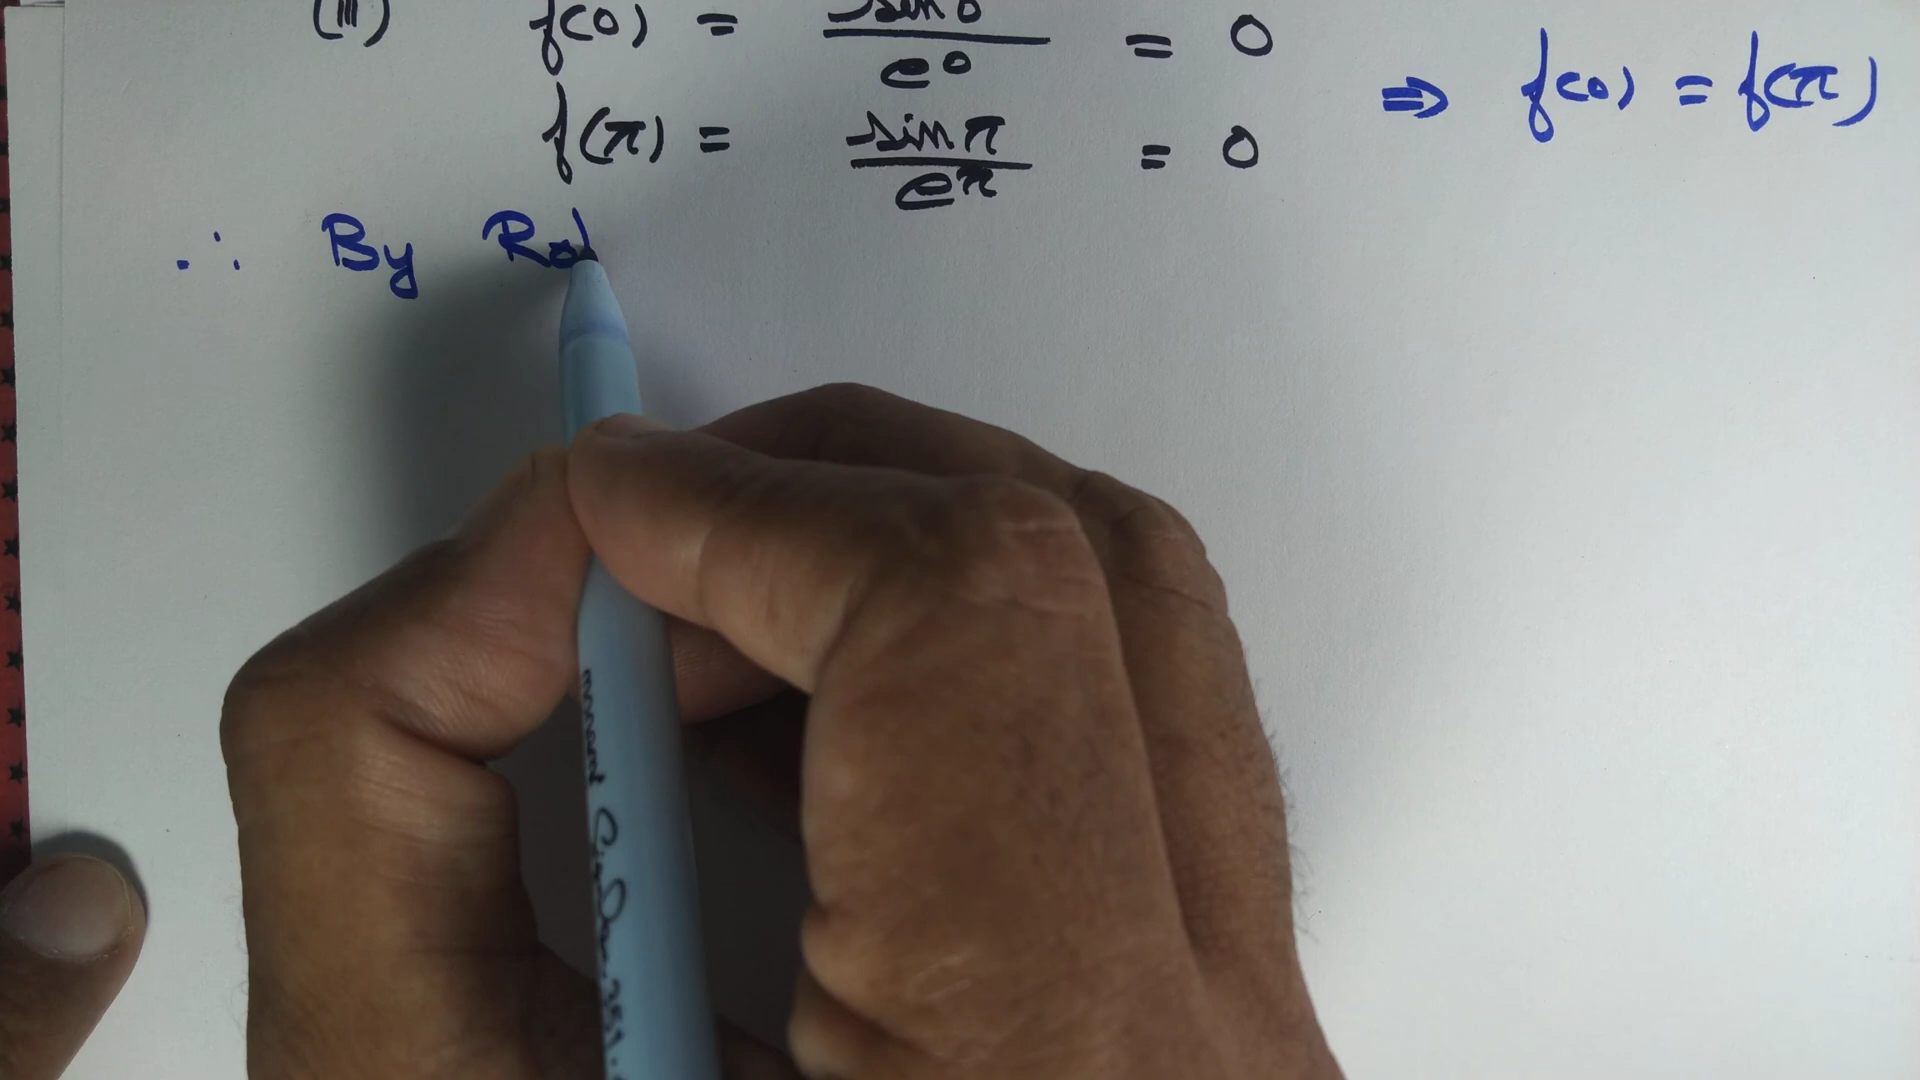 (iii) f(0) = sin 0 / e^0 = 0
⇒ f(0) = f(π)
f(π) = sin π / e^π = 0
∴ By Rol